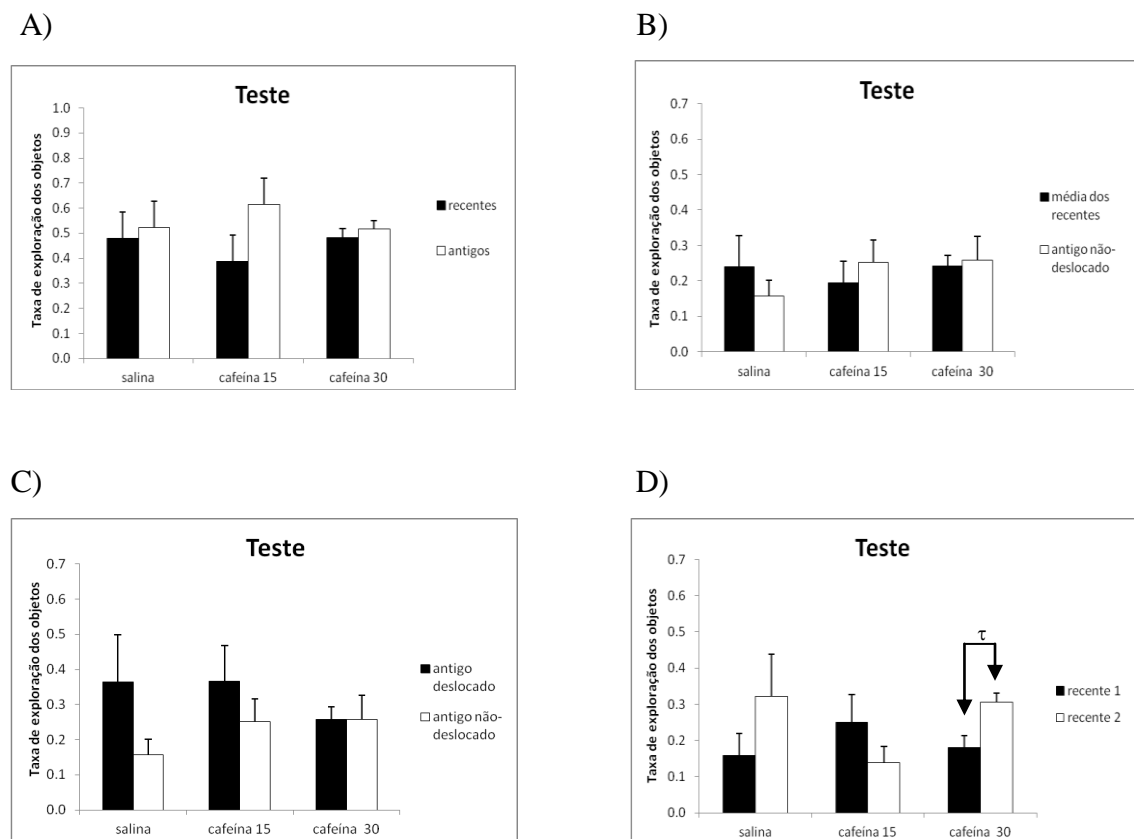 A)
Teste
Taxa de exploração dos objetos
1.0
0.9
0.8
0.7
0.6
0.5
0.4
0.3
0.2
0.1
0.0
salina
cafeína 15
cafeína 30
recentes
antigos
B)
Teste
Taxa de exploração dos objetos
0.7
0.6
0.5
0.4
0.3
0.2
0.1
0.0
salina
cafeína 15
cafeína 30
média dos
recentes
antigo não-
deslocado
C)
Teste
Taxa de exploração dos objetos
0.7
0.6
0.5
0.4
0.3
0.2
0.1
0.0
salina
cafeína 15
cafeína 30
antigo
deslocado
antigo não-
deslocado
D)
Teste
Taxa de exploração dos objetos
0.7
0.6
0.5
0.4
0.3
0.2
0.1
0.0
τ
salina
cafeína 15
cafeína 30
recente 1
recente 2